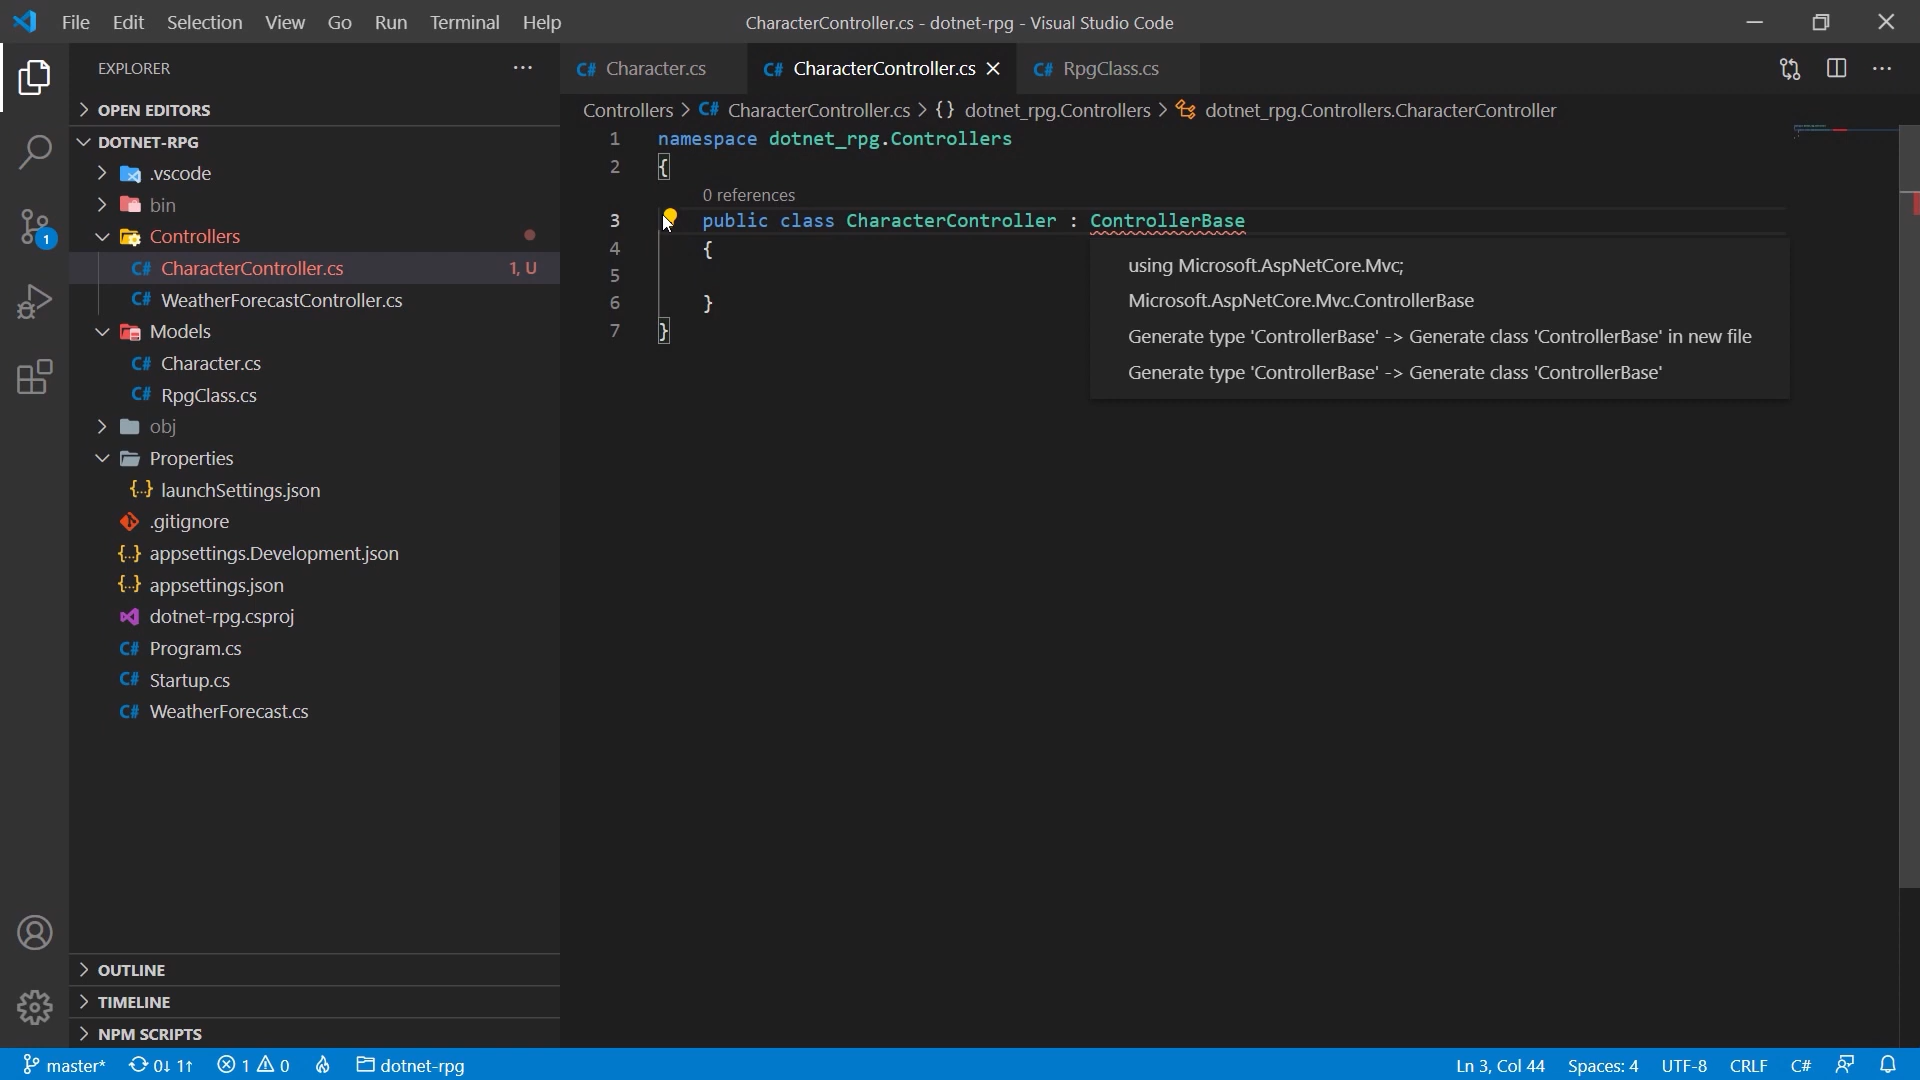 File Edit Selection View Go Run Terminal Help
CharacterController.cs - dotnet-rpg - Visual Studio Code
EXPLORER
OPEN EDITORS
DOTNET-RPG
.vscode
bin
Controllers
C# CharacterController.cs 1, U
C# WeatherForecastController.cs
Models
C# Character.cs
C# RpgClass.cs
obj
Properties
{..} launchSettings.json
.gitignore
{..} appsettings.Development.json
{..} appsettings.json
dotnet-rpg.csproj
C# Program.cs
C# Startup.cs
C# WeatherForecast.cs
OUTLINE
TIMELINE
NPM SCRIPTS
1
C# Character.cs
C# CharacterController.cs
C# RpgClass.cs
Controllers > C# CharacterController.cs > {} dotnet_rpg.Controllers > dotnet_rpg.Controllers.CharacterController
1 namespace dotnet_rpg.Controllers
2 {
0 references
3 public class CharacterController : ControllerBase
4 {
5
6 }
7 }
using Microsoft.AspNetCore.Mvc;
Microsoft.AspNetCore.Mvc.ControllerBase
Generate type 'ControllerBase' -> Generate class 'ControllerBase' in new file
Generate type 'ControllerBase' -> Generate class 'ControllerBase'
master* 0↓ 1↑ 1 0 dotnet-rpg
Ln 3, Col 44 Spaces: 4 UTF-8 CRLF C#